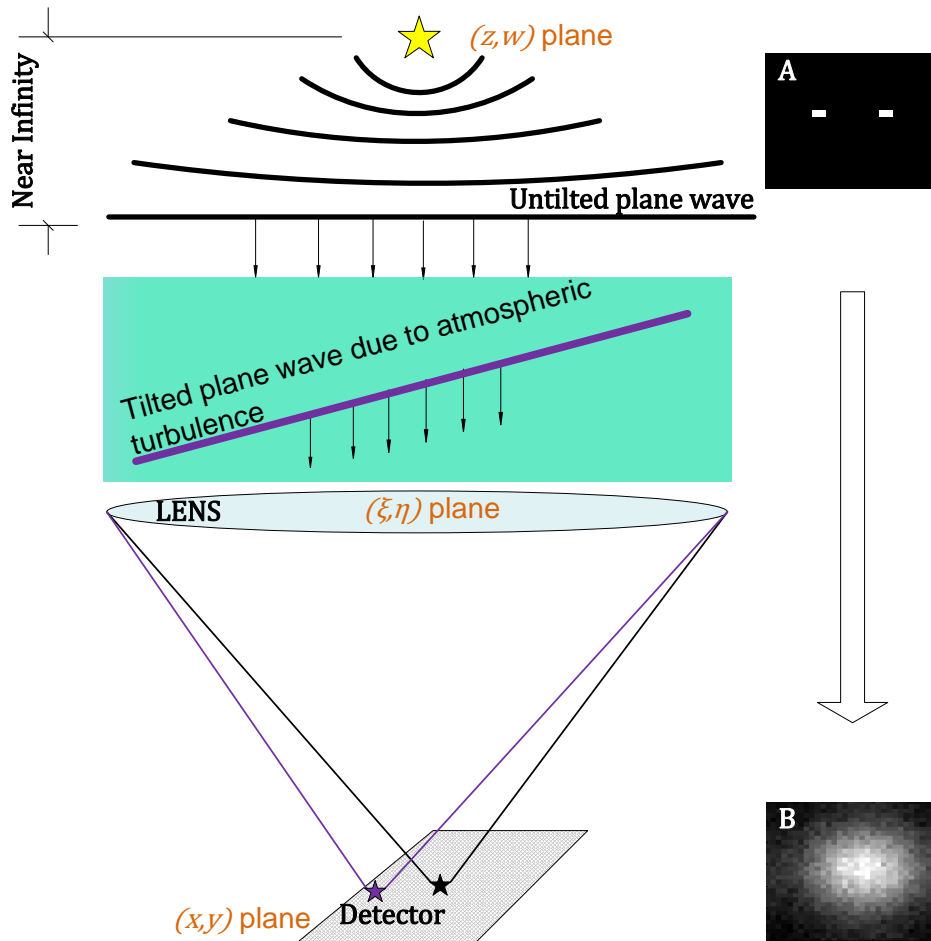 (z,w) plane
A
Near Infinity
Untilted plane wave
Tilted plane wave due to atmospheric
turbulence
LENS
(ξ,η) plane
B
(x,y) plane
Detector